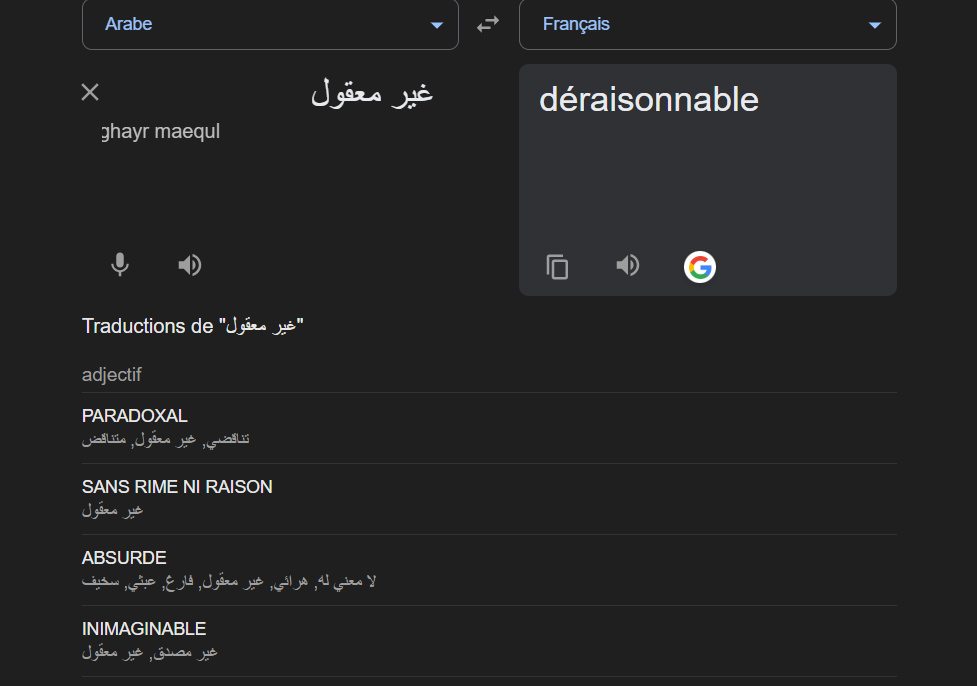 Arabe
Français
غير معقول
ghayr maequl
déraisonnable
Traductions de "غير معقول"
adjectif
PARADOXAL
تناقضي, غير معقول, متناقض
SANS RIME NI RAISON
غير معقول
ABSURDE
لا معني له, هرائي, غير معقول, فارغ, عبثي, سخيف
INIMAGINABLE
غير مصدق, غير معقول